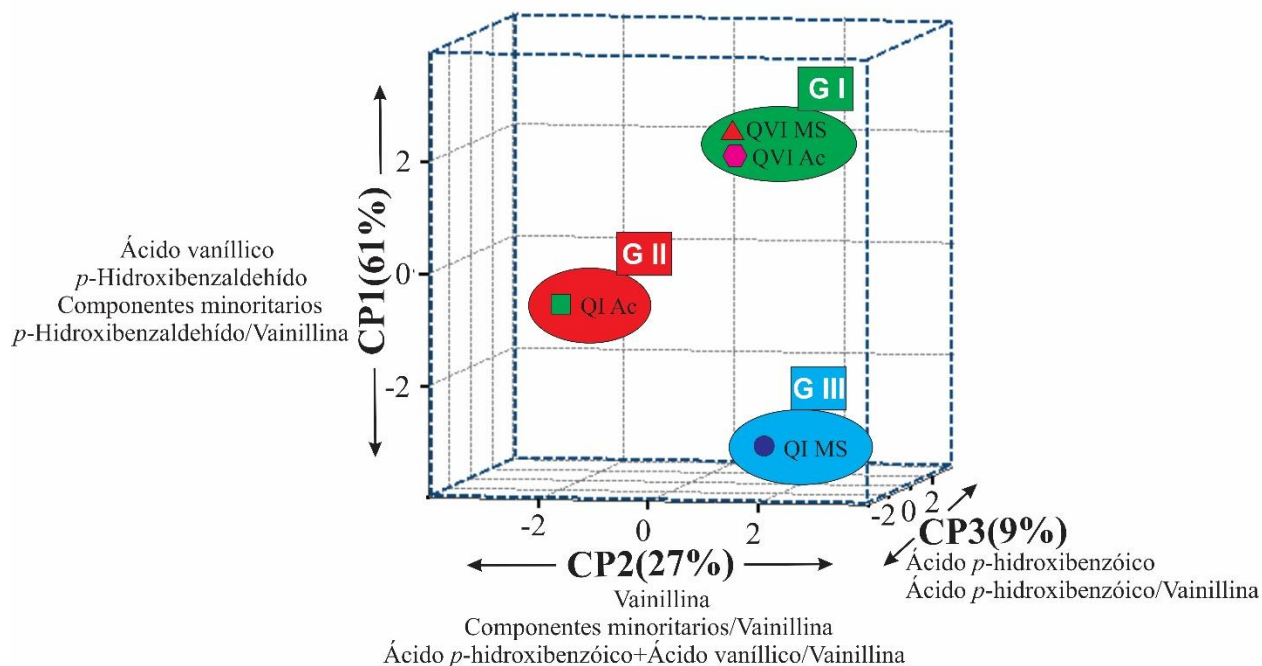 G I
QVI MS
QVI Ac
2
CP1(61%)
Ácido vaníllico
p-Hidroxibenzaldehído
Componentes minoritarios
p-Hidroxibenzaldehído/Vainillina
0
G II
QI Ac
-2
G III
QI MS
-2
0
2
-2 0 2
CP2(27%)
CP3(9%)
Ácido p-hidroxibenzóico
Ácido p-hidroxibenzóico/Vainillina
Vainillina
Componentes minoritarios/Vainillina
Ácido p-hidroxibenzóico+Ácido vaníllico/Vainillina